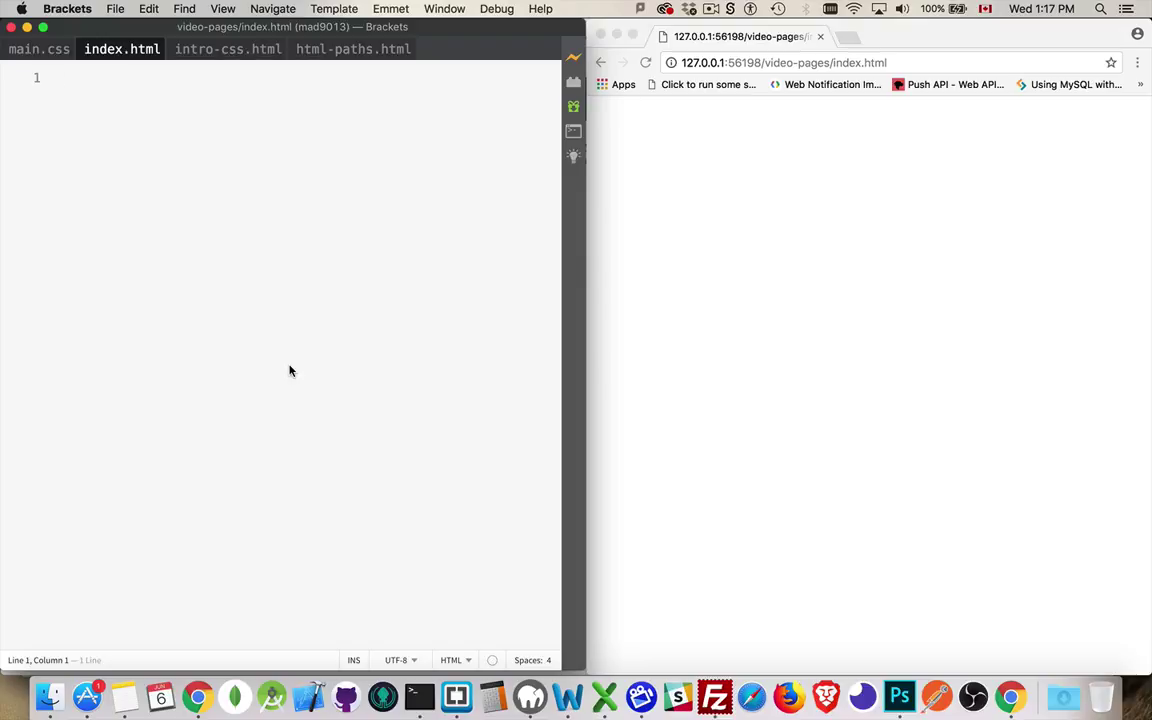 Brackets File Edit Find View Navigate Template Emmet Window Debug Help 100% Wed 1:17 PM
video-pages/index.html (mad9013) — Brackets
main.css index.html intro-css.html html-paths.html
1
Line 1, Column 1 — 1 Line INS UTF-8 HTML Spaces: 4
127.0.0.1:56198/video-pages/i
127.0.0.1:56198/video-pages/index.html
Apps Click to run some s... Web Notification Im... Push API - Web API... Using MySQL with... »
1 JUN 6 Ps